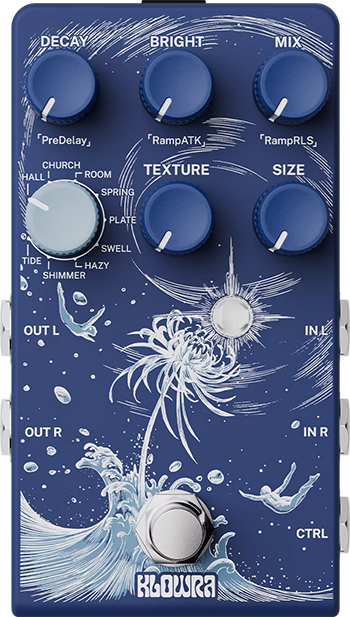 DECAY BRIGHT MIX
「PreDelay」 「RampATK」 「RampRLS」
CHURCH
HALL ROOM
SPRING
TEXTURE SIZE
PLATE
SWELL
TIDE HAZY
SHIMMER
OUT L IN L
OUT R IN R
CTRL
KLOWRA